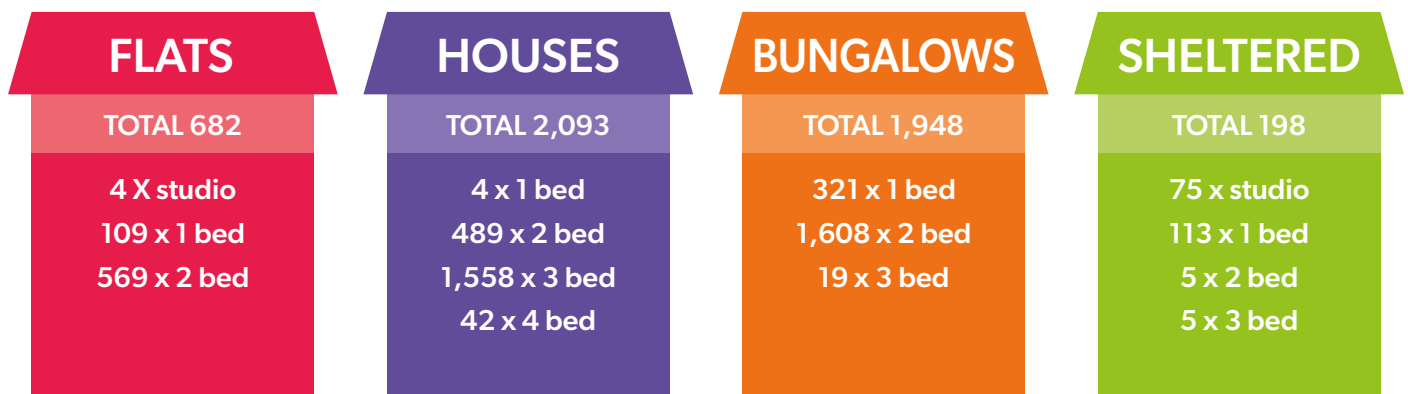 FLATS
TOTAL 682
4 X studio
109 x 1 bed
569 x 2 bed
HOUSES
TOTAL 2,093
4 x 1 bed
489 x 2 bed
1,558 x 3 bed
42 x 4 bed
BUNGALOWS
TOTAL 1,948
321 x 1 bed
1,608 x 2 bed
19 x 3 bed
SHELTERED
TOTAL 198
75 x studio
113 x 1 bed
5 x 2 bed
5 x 3 bed